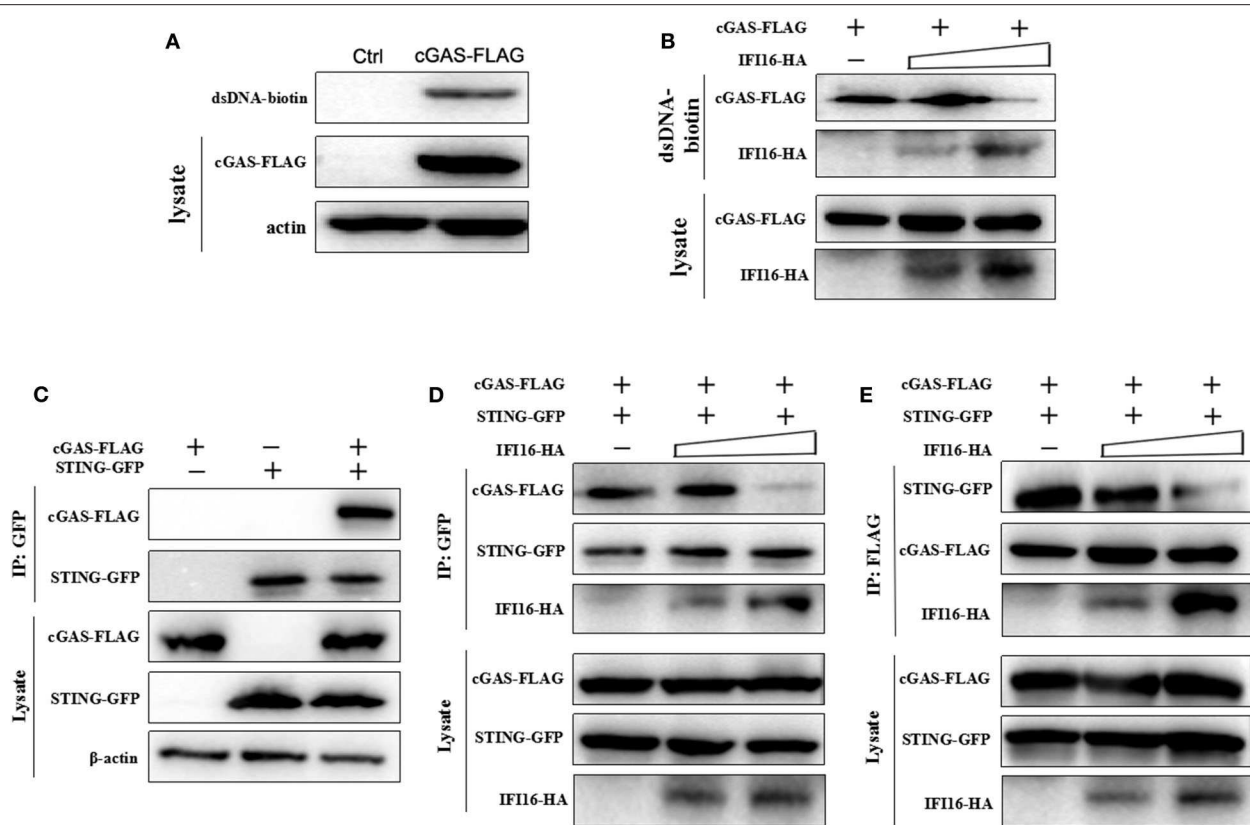 A
Ctrl cGAS-FLAG
dsDNA-biotin
lysate
cGAS-FLAG
actin
B
cGAS-FLAG + + +
IFI16-HA −
dsDNA-
biotin
cGAS-FLAG
IFI16-HA
lysate
cGAS-FLAG
IFI16-HA
C
cGAS-FLAG + − +
STING-GFP − + +
IP: GFP
cGAS-FLAG
STING-GFP
Lysate
cGAS-FLAG
STING-GFP
β-actin
D
cGAS-FLAG + + +
STING-GFP + + +
IFI16-HA −
IP: GFP
cGAS-FLAG
STING-GFP
IFI16-HA
Lysate
cGAS-FLAG
STING-GFP
IFI16-HA
E
cGAS-FLAG + + +
STING-GFP + + +
IFI16-HA −
IP: FLAG
STING-GFP
cGAS-FLAG
IFI16-HA
Lysate
cGAS-FLAG
STING-GFP
IFI16-HA